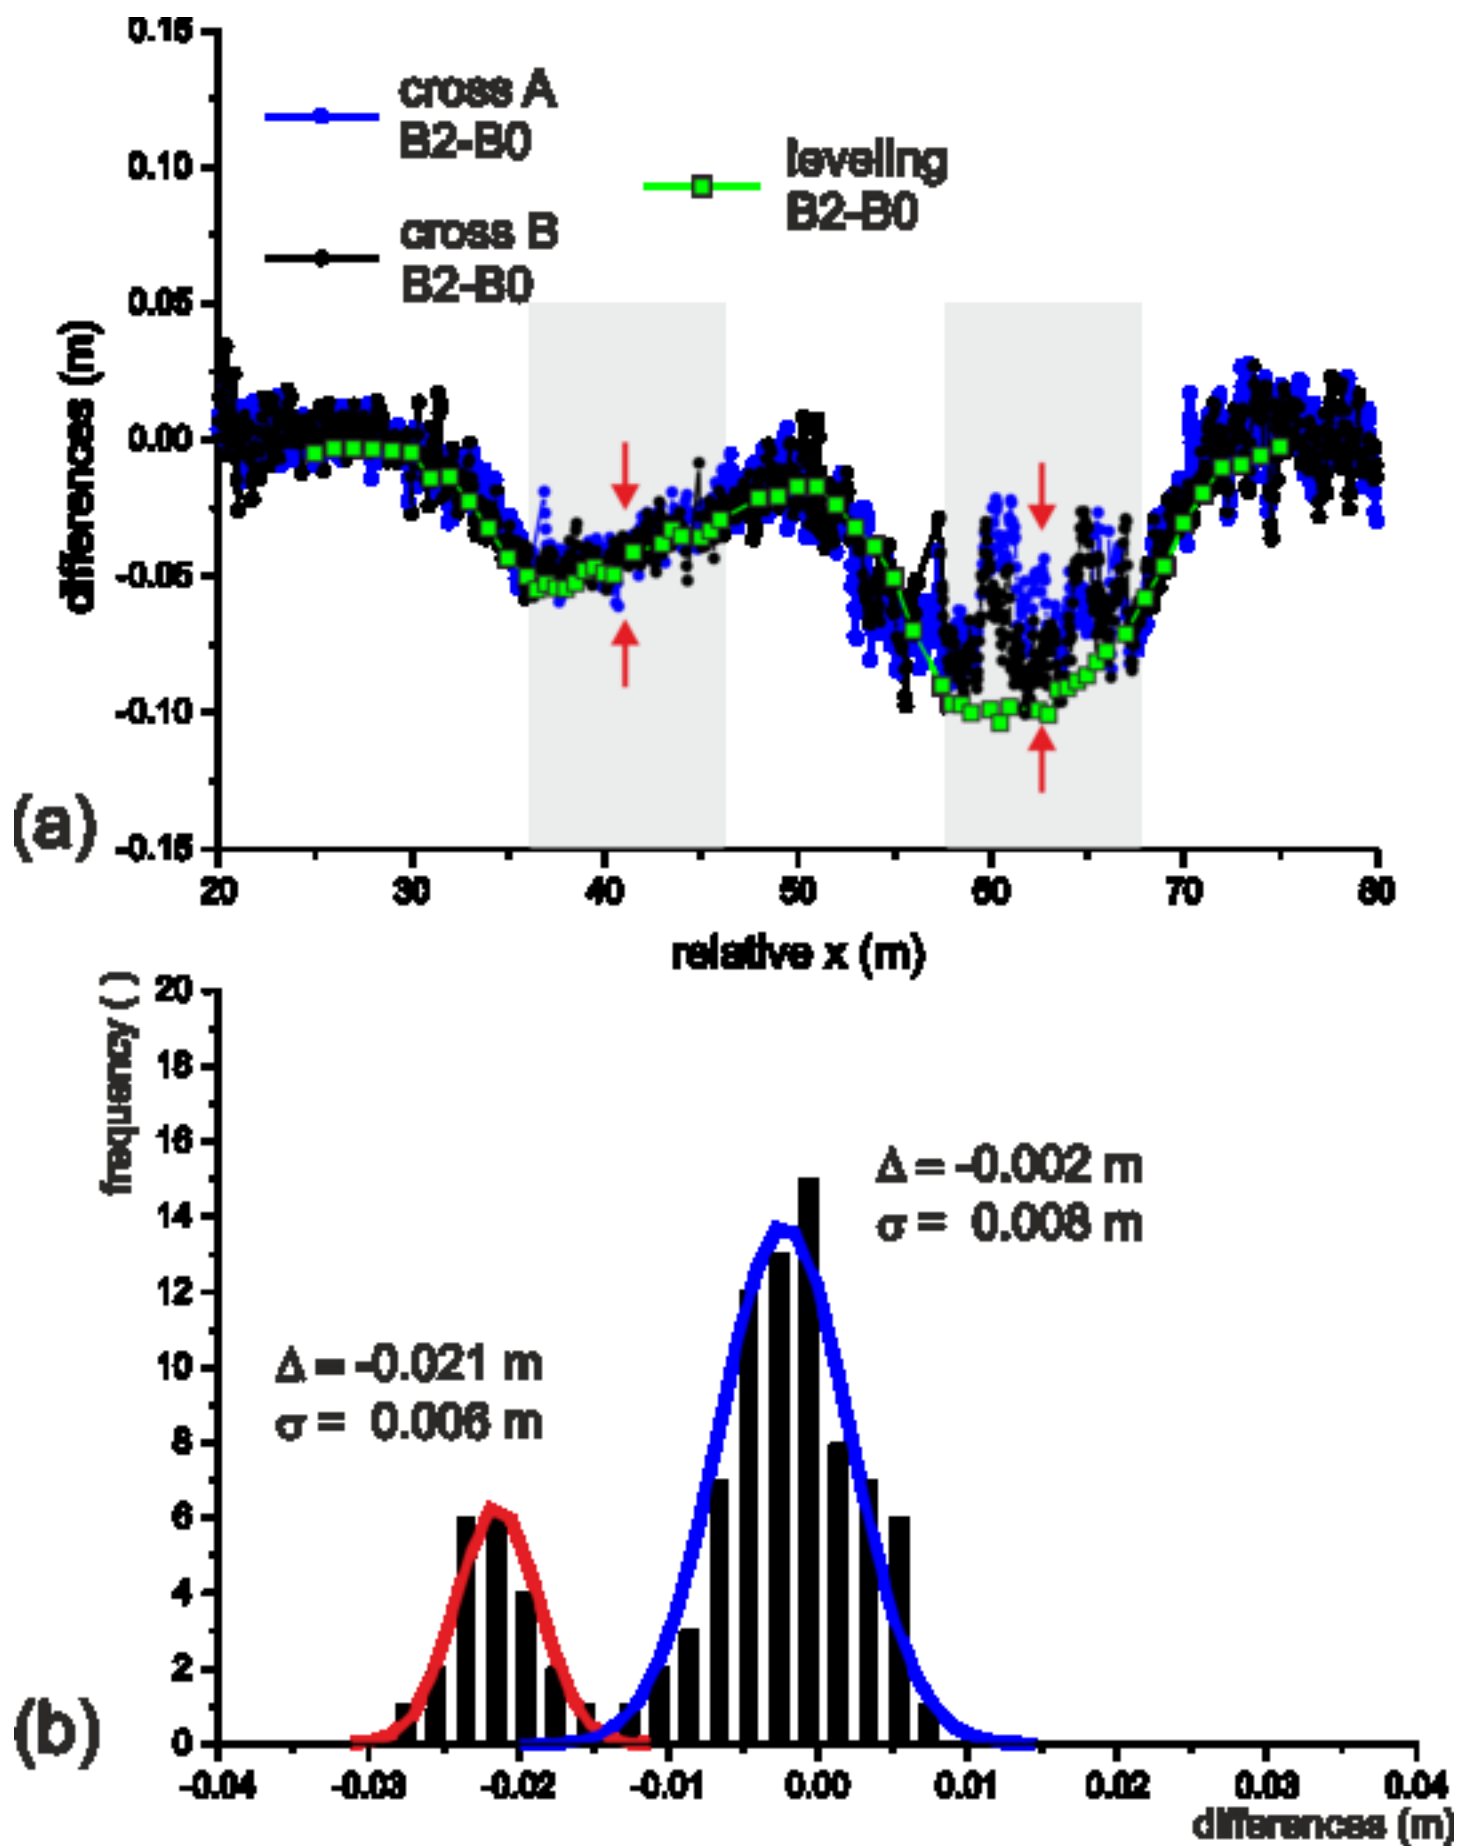 0.15
cross A
B2-B0
leveling
B2-B0
0.10
cross B
B2-B0
0.05
differences (m)
0.00
-0.05
-0.10
(a)
-0.15
20 30 40 50 60 70 80
relative x (m)
frequency ( )
20
18
16
Δ = -0.002 m
σ = 0.008 m
14
12
10
Δ = -0.021 m
σ = 0.006 m
8
6
4
2
(b)
0
-0.04 -0.03 -0.02 -0.01 0.00 0.01 0.02 0.03 0.04
differences (m)